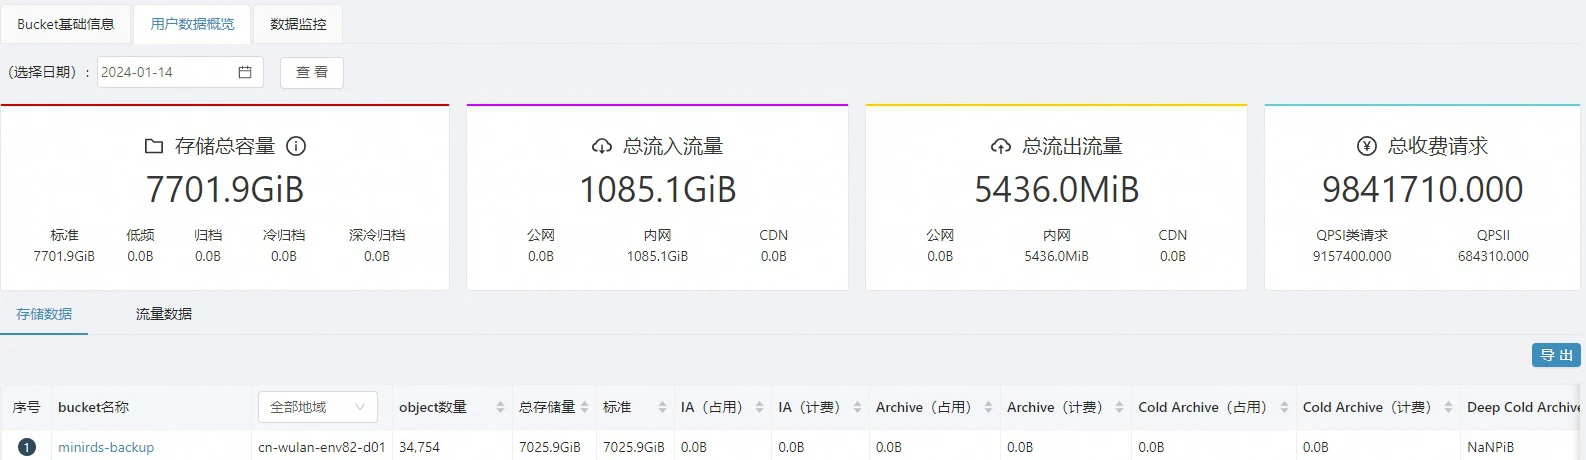 Bucket基础信息 用户数据概览 数据监控
（选择日期）： 2024-01-14 查 看
存储总容量 总流入流量 总流出流量 总收费请求
7701.9GiB 1085.1GiB 5436.0MiB 9841710.000
标准 低频 归档 冷归档 深冷归档 公网 内网 CDN 公网 内网 CDN QPSI类请求 QPSII
7701.9GiB 0.0B 0.0B 0.0B 0.0B 0.0B 1085.1GiB 0.0B 0.0B 5436.0MiB 0.0B 9157400.000 684310.000
存储数据 流量数据
导 出
序号 bucket名称 全部地域 object数量 总存储量 标准 IA（占用） IA（计费） Archive（占用） Archive（计费） Cold Archive（占用） Cold Archive（计费） Deep Cold Archive
1 minirds-backup cn-wulan-env82-d01 34,754 7025.9GiB 7025.9GiB 0.0B 0.0B 0.0B 0.0B 0.0B 0.0B NaNPiB